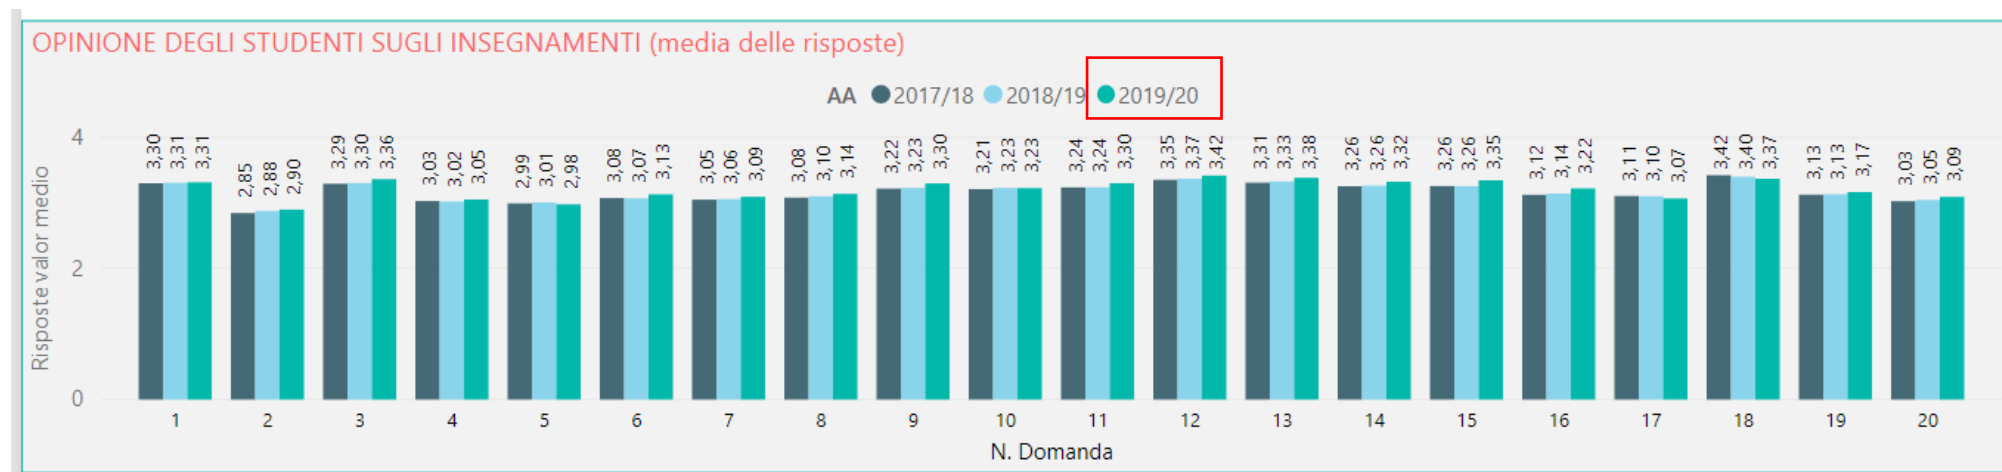 OPINIONE DEGLI STUDENTI SUGLI INSEGNAMENTI (media delle risposte)
AA 2017/18 2018/19 2019/20
Risposte valor medio
4
2
0
3,30 3,31 3,31
2,85 2,88 2,90
3,29 3,30 3,36
3,03 3,02 3,05
2,99 3,01 2,98
3,08 3,07 3,13
3,05 3,06 3,09
3,08 3,10 3,14
3,22 3,23 3,30
3,21 3,23 3,23
3,24 3,24 3,30
3,35 3,37 3,42
3,31 3,33 3,38
3,26 3,26 3,32
3,26 3,26 3,35
3,12 3,14 3,22
3,11 3,10 3,07
3,42 3,40 3,37
3,13 3,13 3,17
3,03 3,05 3,09
1 2 3 4 5 6 7 8 9 10 11 12 13 14 15 16 17 18 19 20
N. Domanda